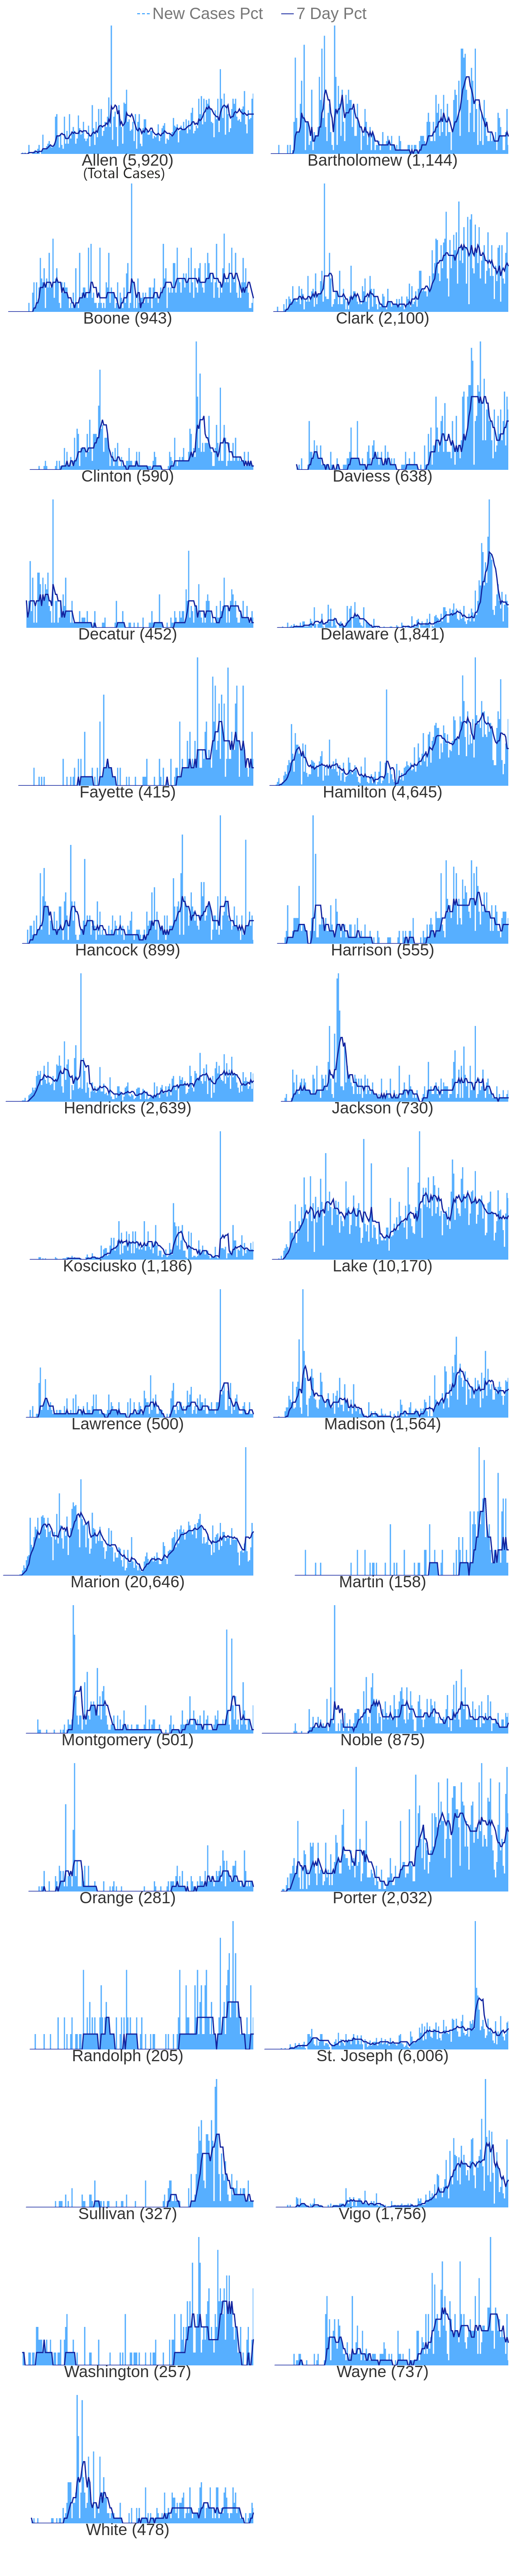 New Cases Pct 7 Day Pct
Allen (5,920) Bartholomew (1,144)
(Total Cases)
Boone (943) Clark (2,100)
Clinton (590) Daviess (638)
Decatur (452) Delaware (1,841)
Fayette (415) Hamilton (4,645)
Hancock (899) Harrison (555)
Hendricks (2,639) Jackson (730)
Kosciusko (1,186) Lake (10,170)
Lawrence (500) Madison (1,564)
Marion (20,646) Martin (158)
Montgomery (501) Noble (875)
Orange (281) Porter (2,032)
Randolph (205) St. Joseph (6,006)
Sullivan (327) Vigo (1,756)
Washington (257) Wayne (737)
White (478)